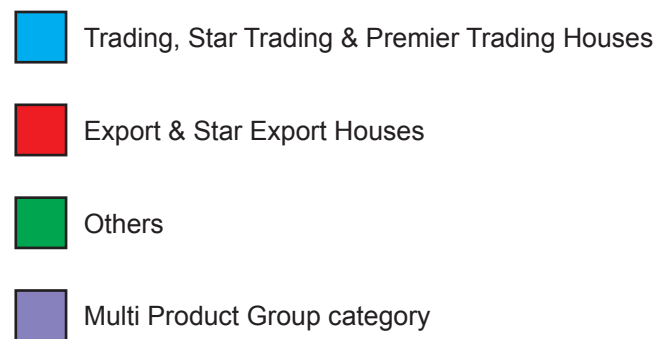 Trading, Star Trading & Premier Trading Houses
Export & Star Export Houses
Others
Multi Product Group category